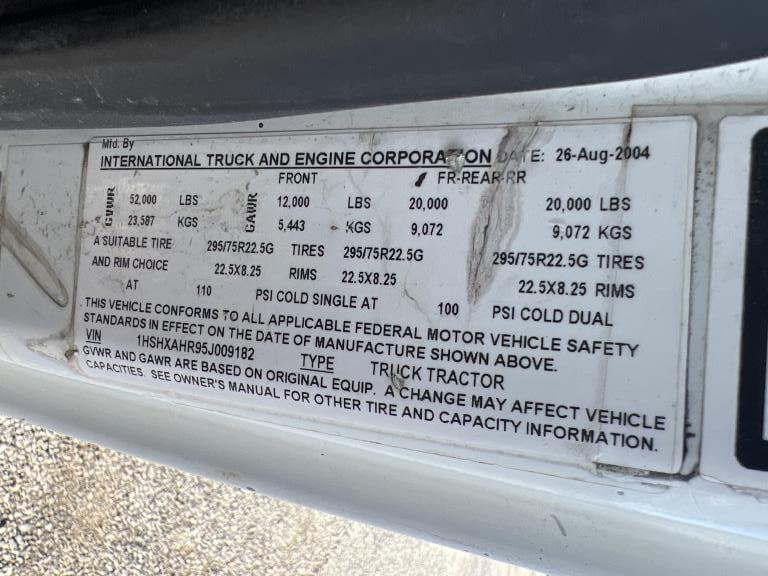 Mfd. By
INTERNATIONAL TRUCK AND ENGINE CORPORATION DATE: 26-Aug-2004
FRONT FR-REAR-RR
GVWR 52,000 LBS GAWR 12,000 LBS 20,000 20,000 LBS
23,587 KGS 5,443 KGS 9,072 9,072 KGS
A SUITABLE TIRE 295/75R22.5G TIRES 295/75R22.5G 295/75R22.5G TIRES
AND RIM CHOICE 22.5X8.25 RIMS 22.5X8.25 22.5X8.25 RIMS
AT 110 PSI COLD SINGLE AT 100 PSI COLD DUAL
THIS VEHICLE CONFORMS TO ALL APPLICABLE FEDERAL MOTOR VEHICLE SAFETY
STANDARDS IN EFFECT ON THE DATE OF MANUFACTURE SHOWN ABOVE.
VIN 1HSHXAHR95J009182 TYPE TRUCK TRACTOR
GVWR AND GAWR ARE BASED ON ORIGINAL EQUIP. A CHANGE MAY AFFECT VEHICLE
CAPACITIES. SEE OWNER'S MANUAL FOR OTHER TIRE AND CAPACITY INFORMATION.